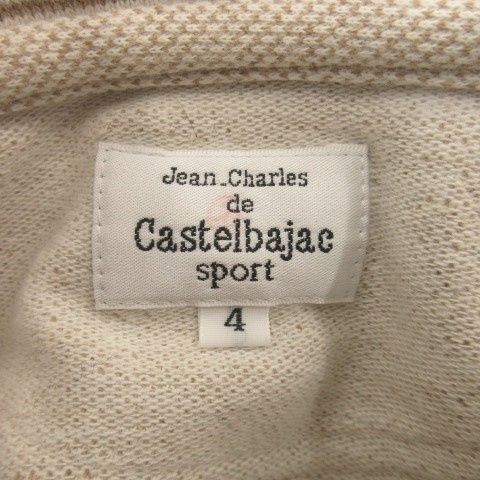 Jean-Charles
de
Castelbajac
sport
4